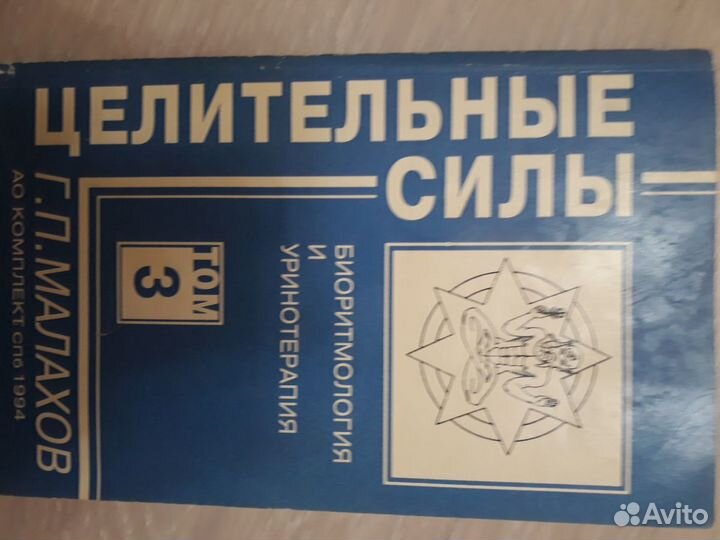 ЦЕЛИТЕЛЬНЫЕ
СИЛЫ
БИОРИТМОЛОГИЯ
И
УРИНОТЕРАПИЯ
ТОМ
3
Г.П.МАЛАХОВ
АО КОМПЛЕКТ СПб 1994
Avito